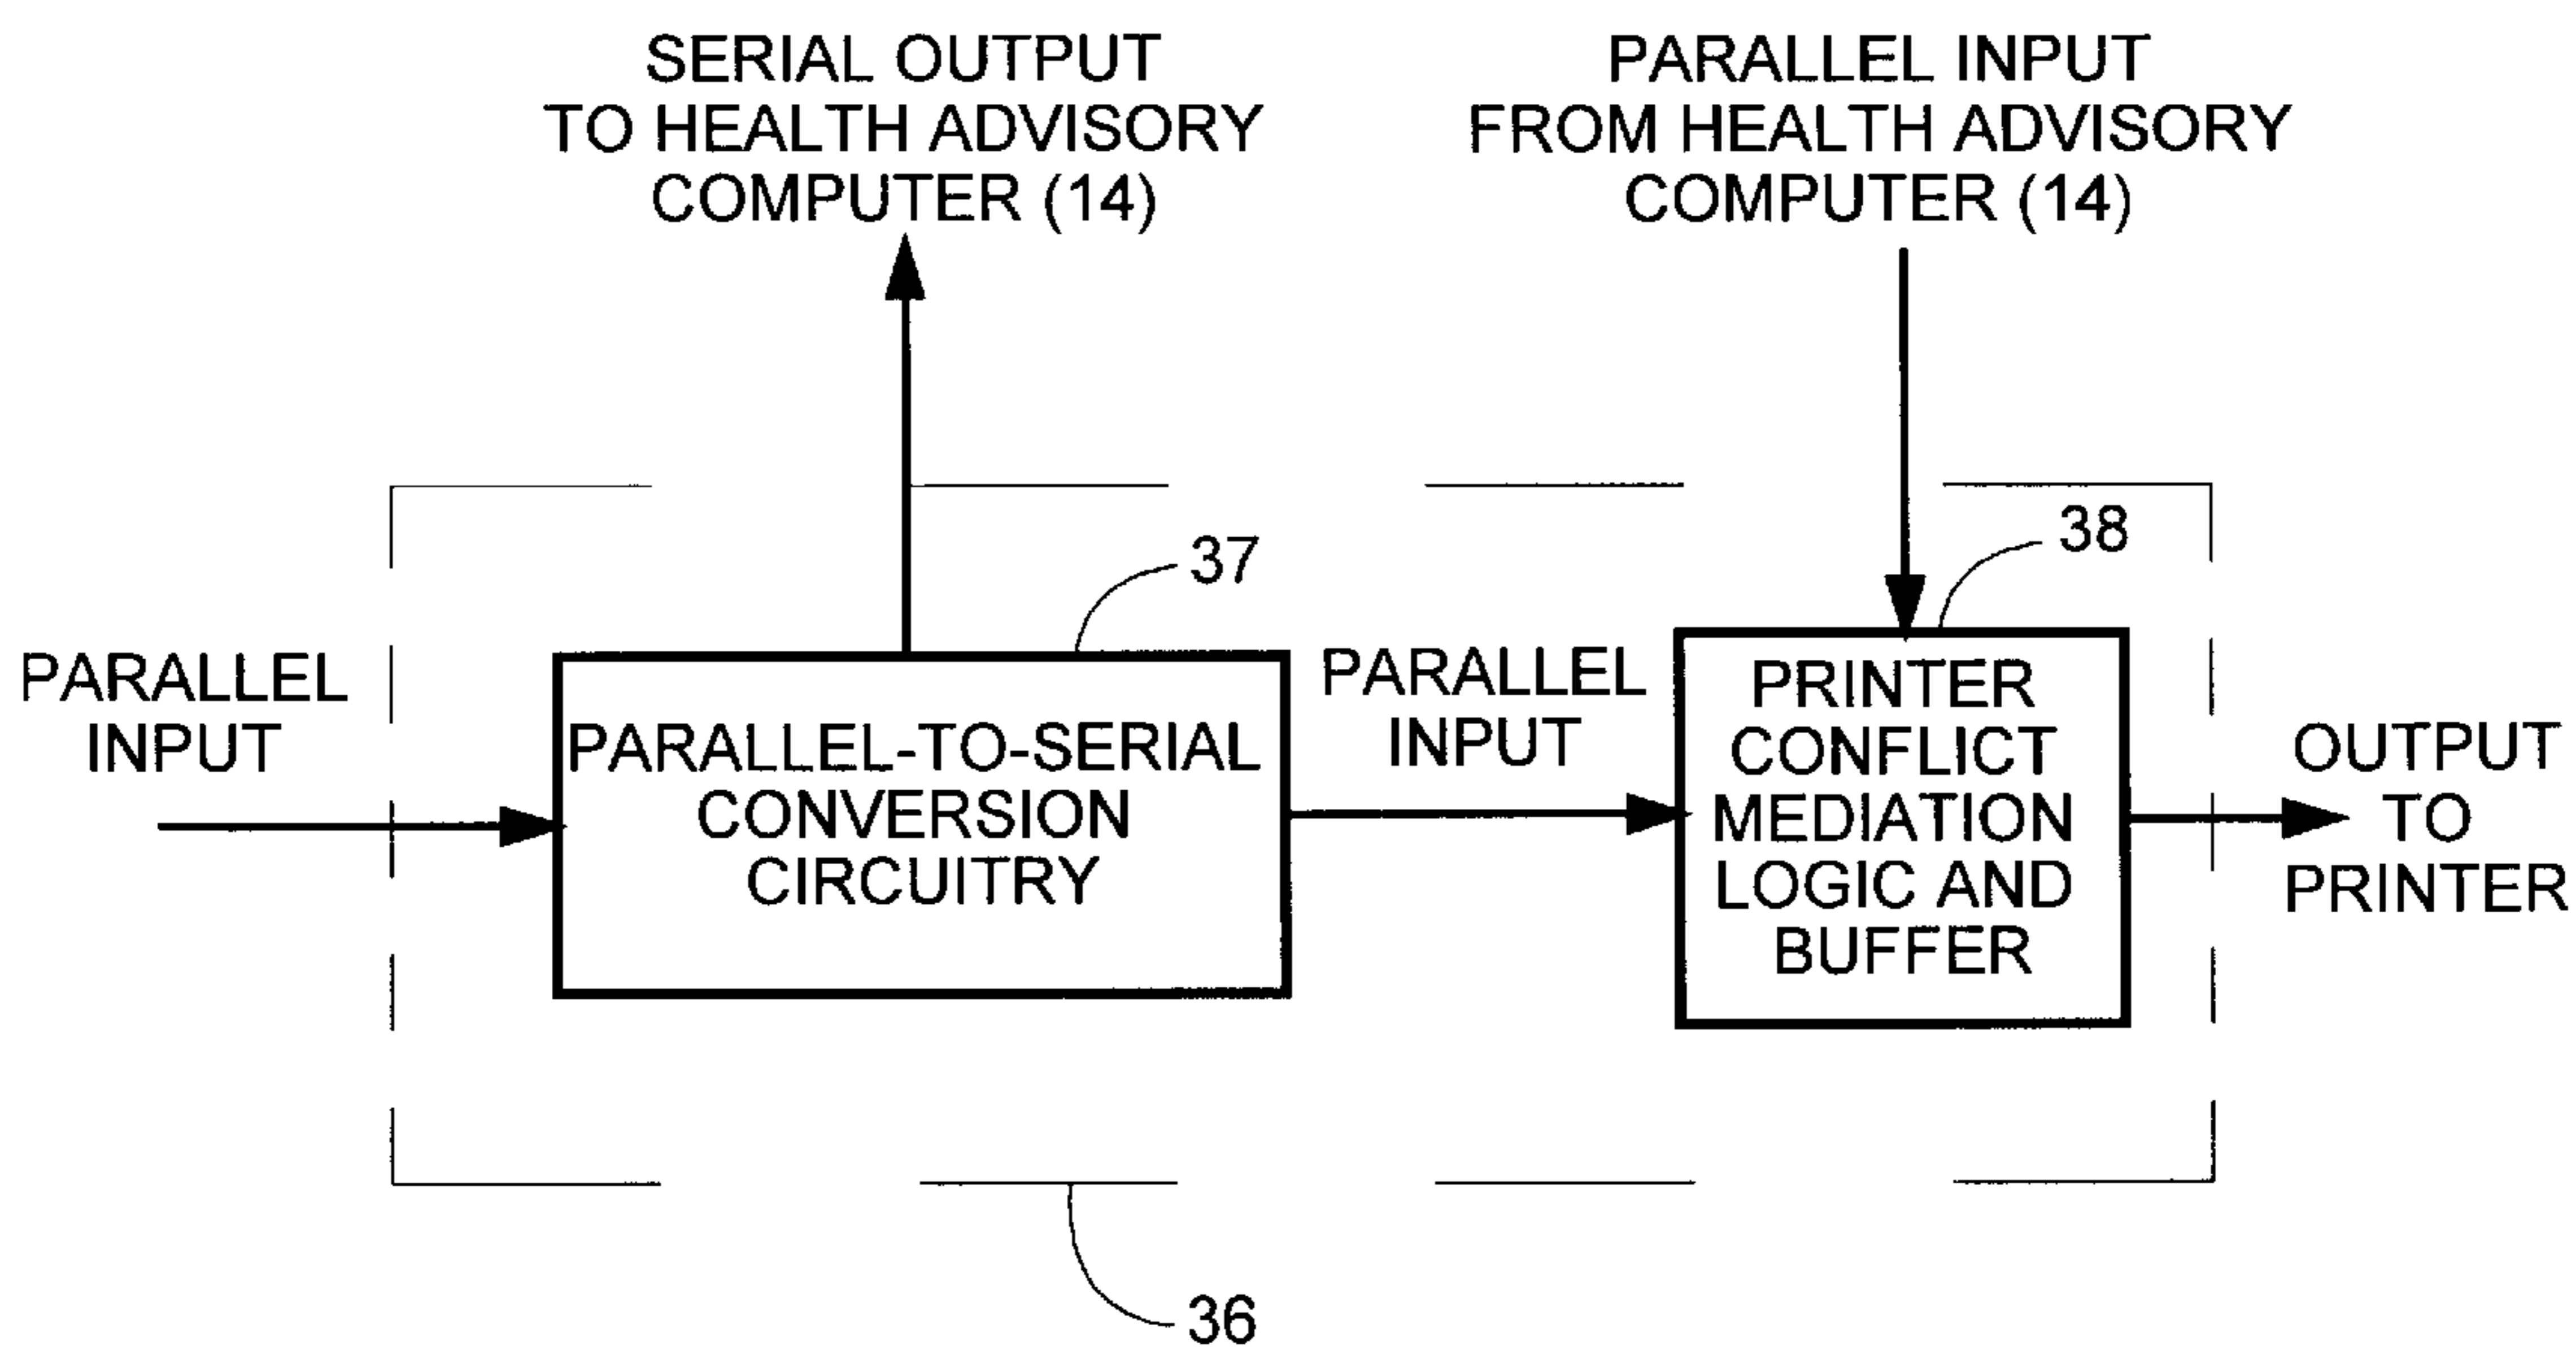 SERIAL OUTPUT
TO HEALTH ADVISORY
COMPUTER (14)
PARALLEL INPUT
FROM HEALTH ADVISORY
COMPUTER (14)
37
38
PARALLEL
INPUT
PARALLEL-TO-SERIAL
CONVERSION
CIRCUITRY
PARALLEL
INPUT
PRINTER
CONFLICT
MEDIATION
LOGIC AND
BUFFER
OUTPUT
TO
PRINTER
36